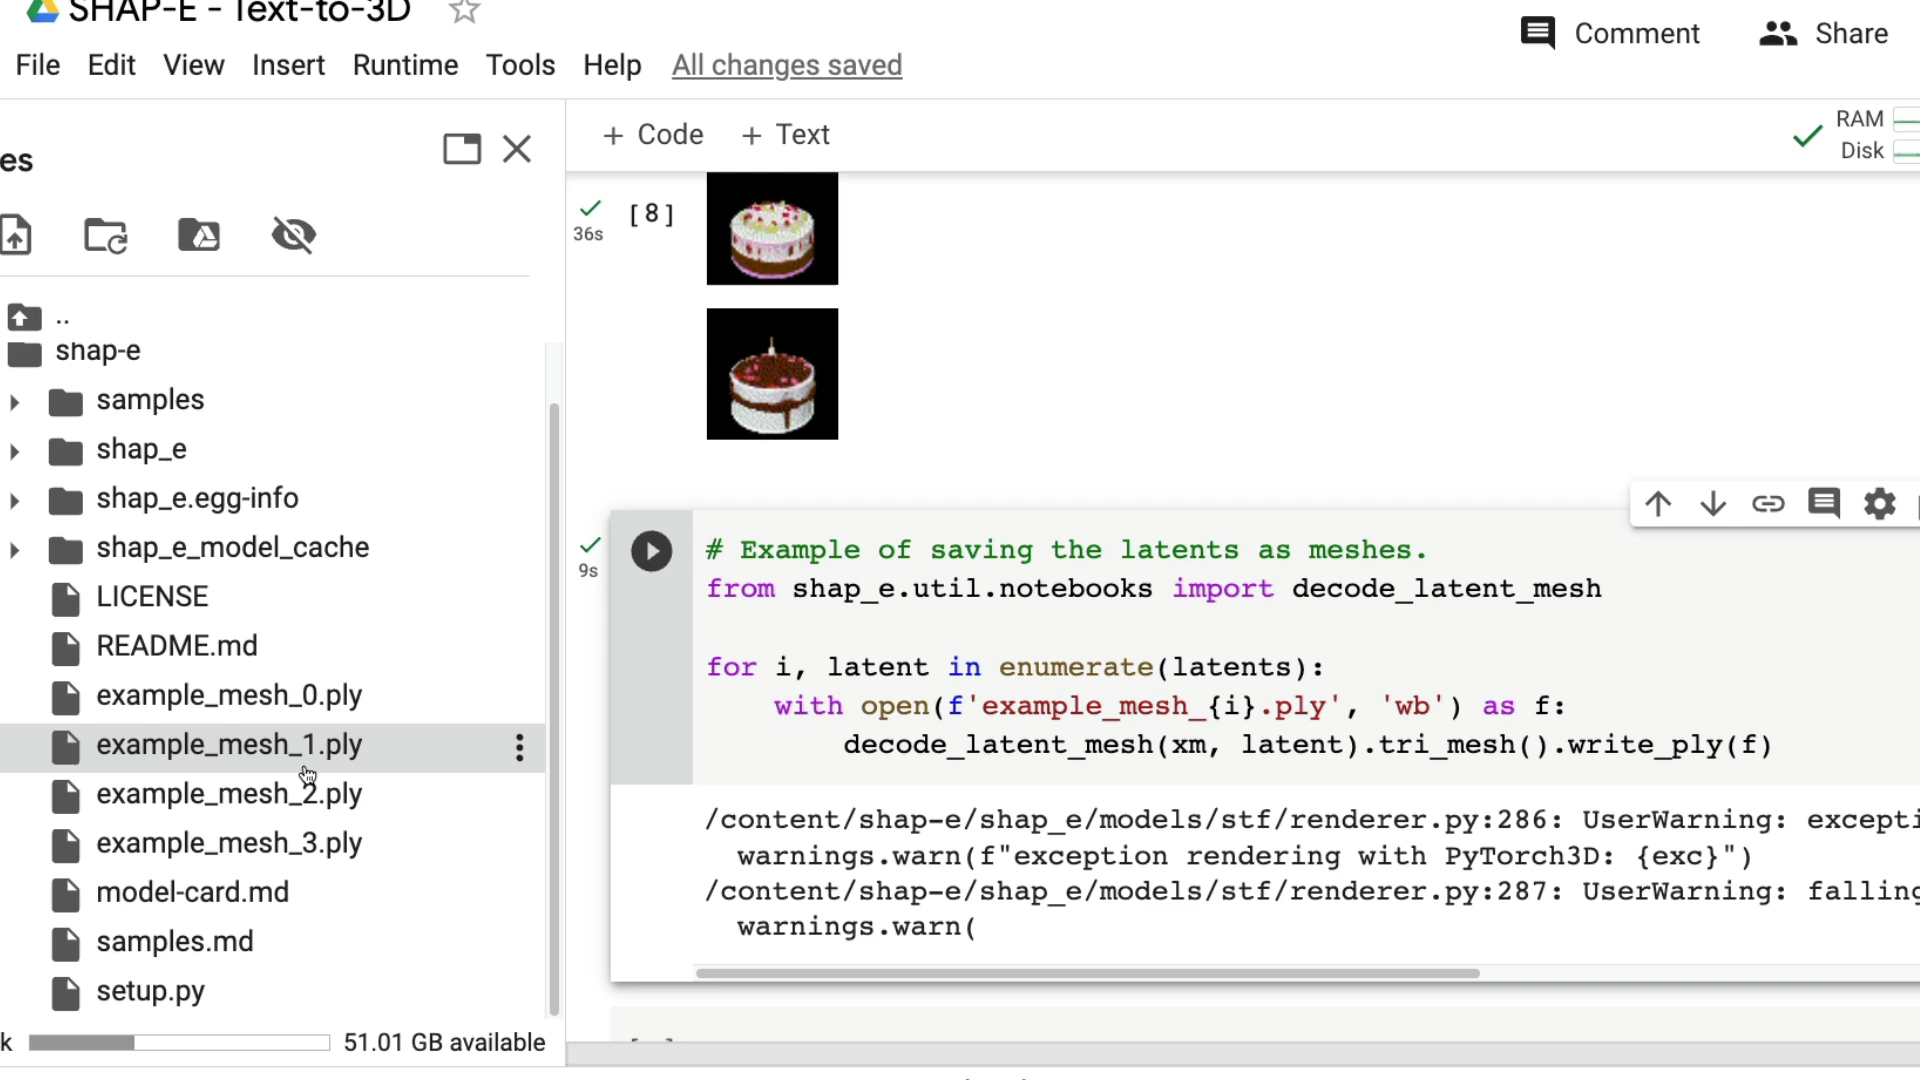 SHAP-E - Text-to-3D
File Edit View Insert Runtime Tools Help All changes saved
Comment Share
es
+ Code + Text
RAM
Disk
..
shap-e
samples
shap_e
shap_e.egg-info
shap_e_model_cache
LICENSE
README.md
example_mesh_0.ply
example_mesh_1.ply
example_mesh_2.ply
example_mesh_3.ply
model-card.md
samples.md
setup.py
k 51.01 GB available
[8]
36s
9s
# Example of saving the latents as meshes.
from shap_e.util.notebooks import decode_latent_mesh
for i, latent in enumerate(latents):
with open(f'example_mesh_{i}.ply', 'wb') as f:
decode_latent_mesh(xm, latent).tri_mesh().write_ply(f)
/content/shap-e/shap_e/models/stf/renderer.py:286: UserWarning: excepti
warnings.warn(f"exception rendering with PyTorch3D: {exc}")
/content/shap-e/shap_e/models/stf/renderer.py:287: UserWarning: falling
warnings.warn(